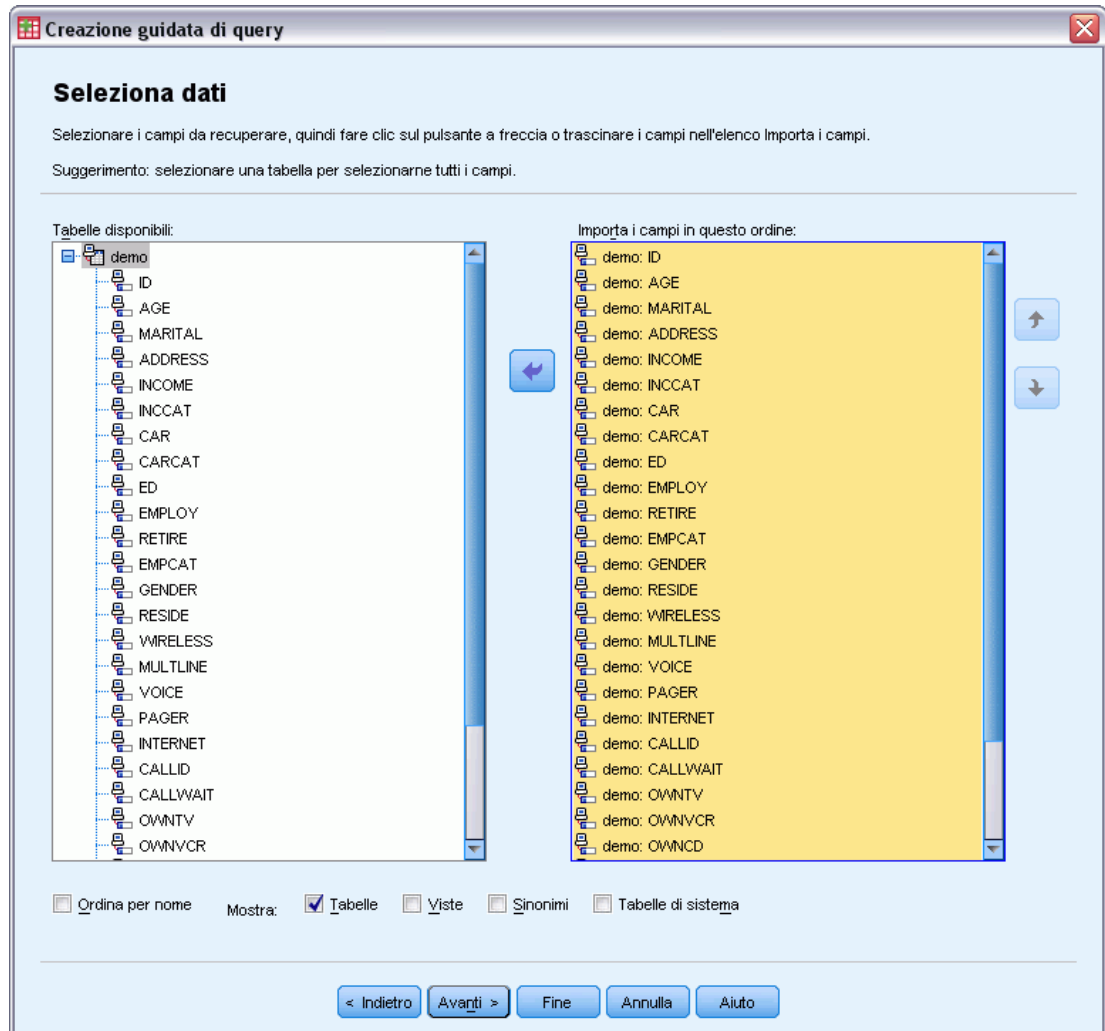 Creazione guidata di query
Seleziona dati
Selezionare i campi da recuperare, quindi fare clic sul pulsante a freccia o trascinare i campi nell'elenco Importa i campi.
Suggerimento: selezionare una tabella per selezionarne tutti i campi.
Tabelle disponibili:
demo
ID
AGE
MARITAL
ADDRESS
INCOME
INCCAT
CAR
CARCAT
ED
EMPLOY
RETIRE
EMPCAT
GENDER
RESIDE
WIRELESS
MULTLINE
VOICE
PAGER
INTERNET
CALLID
CALLWAIT
OWNTV
OWNVCR
Importa i campi in questo ordine:
demo: ID
demo: AGE
demo: MARITAL
demo: ADDRESS
demo: INCOME
demo: INCCAT
demo: CAR
demo: CARCAT
demo: ED
demo: EMPLOY
demo: RETIRE
demo: EMPCAT
demo: GENDER
demo: RESIDE
demo: WIRELESS
demo: MULTLINE
demo: VOICE
demo: PAGER
demo: INTERNET
demo: CALLID
demo: CALLWAIT
demo: OWNTV
demo: OWNVCR
demo: OWNCD
Ordina per nome Mostra: Tabelle Viste Sinonimi Tabelle di sistema
< Indietro Avanti > Fine Annulla Aiuto